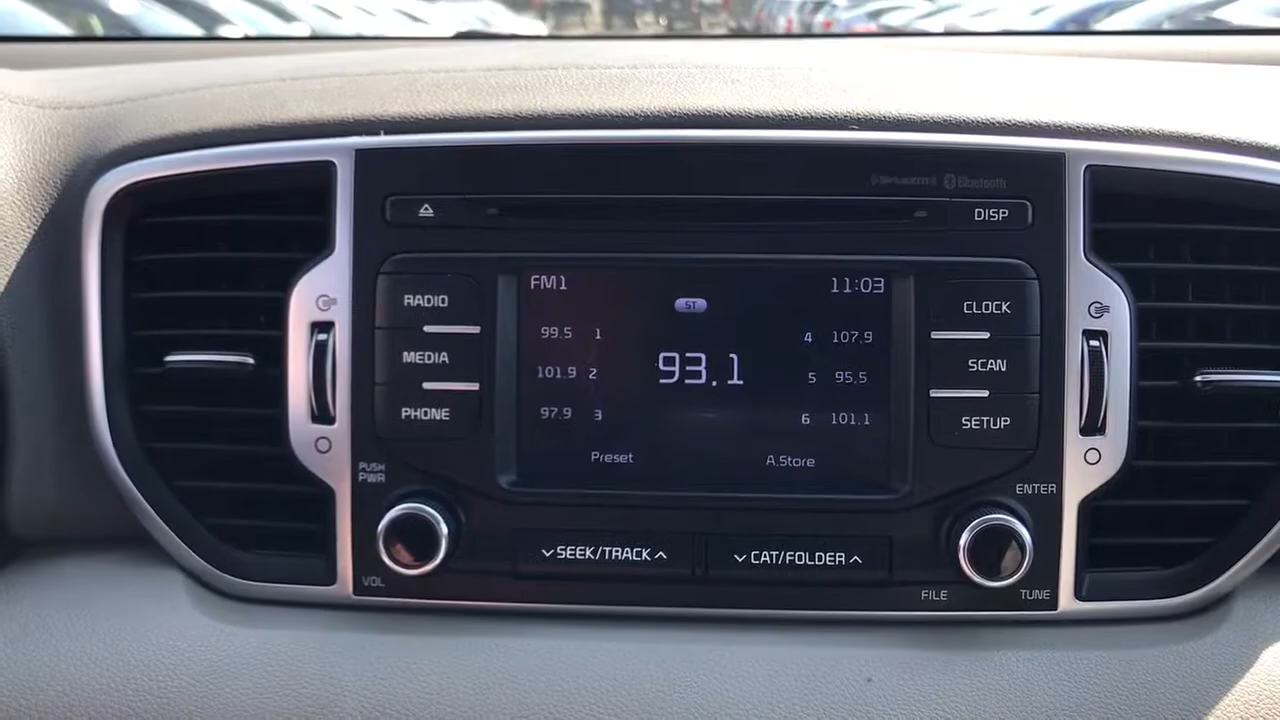 SiriusXM Bluetooth
DISP
RADIO
MEDIA
PHONE
FM1
ST
11:03
99.5 1
101.9 2
97.9 3
93.1
4 107.9
5 95.5
6 101.1
Preset
A.Store
CLOCK
SCAN
SETUP
PUSH
PWR
VOL
SEEK/TRACK
CAT/FOLDER
ENTER
FILE
TUNE